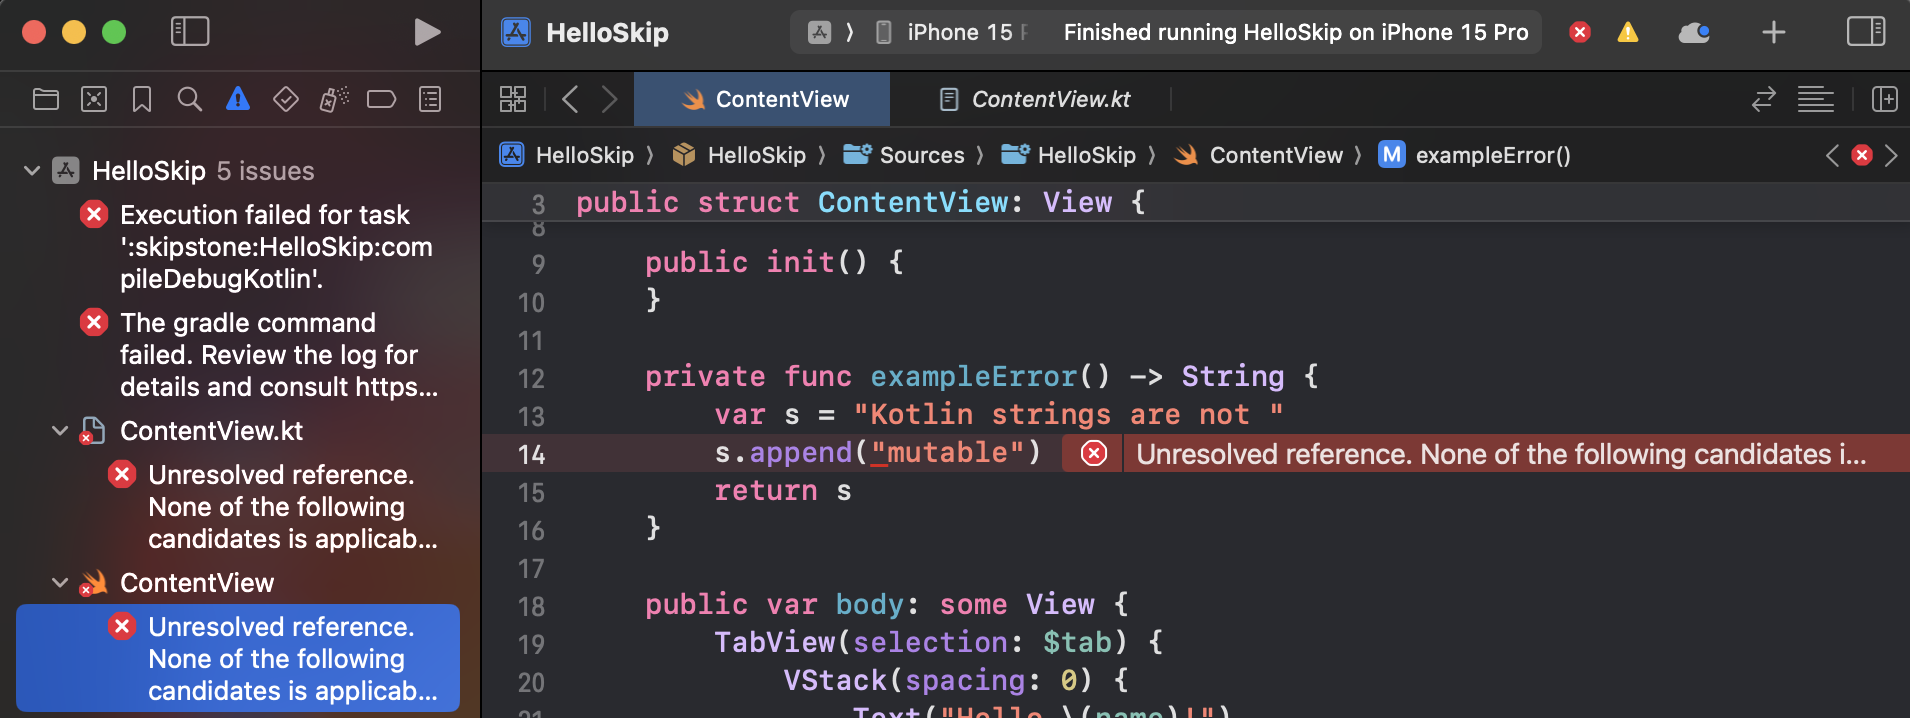 HelloSkip
iPhone 15
Finished running HelloSkip on iPhone 15 Pro
ContentView
ContentView.kt
HelloSkip 5 issues
Execution failed for task
':skipstone:HelloSkip:com
pileDebugKotlin'.
The gradle command
failed. Review the log for
details and consult https...
ContentView.kt
Unresolved reference.
None of the following
candidates is applicab...
ContentView
Unresolved reference.
None of the following
candidates is applicab...
HelloSkip ⟩ HelloSkip ⟩ Sources ⟩ HelloSkip ⟩ ContentView ⟩ M exampleError()
3 public struct ContentView: View {
8
9 public init() {
10 }
11
12 private func exampleError() -> String {
13 var s = "Kotlin strings are not "
14 s.append("mutable") Unresolved reference. None of the following candidates i...
15 return s
16 }
17
18 public var body: some View {
19 TabView(selection: $tab) {
20 VStack(spacing: 0) {
21 Text("Hello \(name)!")